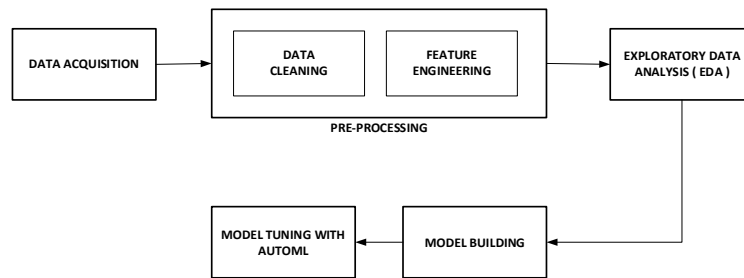 DATA ACQUISITION
DATA
CLEANING
FEATURE
ENGINEERING
PRE-PROCESSING
EXPLORATORY DATA
ANALYSIS ( EDA )
MODEL TUNING WITH
AUTOML
MODEL BUILDING